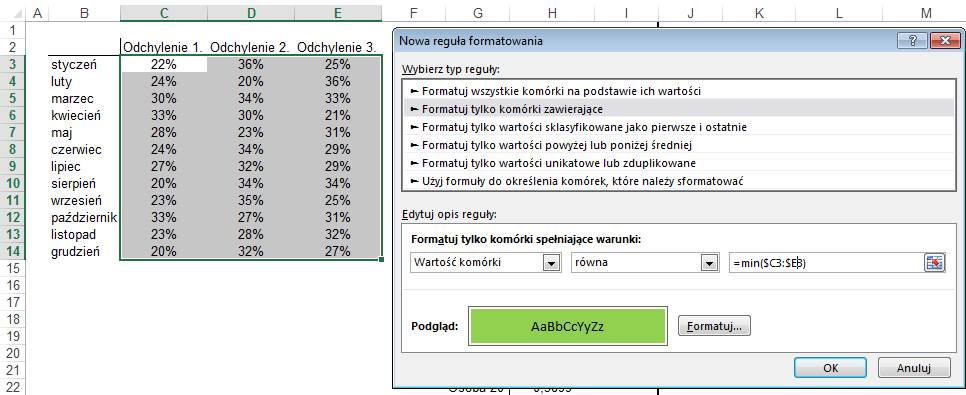 A B C D E F G H I J K L M
1
2 Odchylenie 1. Odchylenie 2. Odchylenie 3.
3 styczeń 22% 36% 25%
4 luty 24% 20% 36%
5 marzec 30% 34% 33%
6 kwiecień 33% 30% 21%
7 maj 28% 23% 31%
8 czerwiec 24% 34% 29%
9 lipiec 27% 32% 29%
10 sierpień 20% 34% 34%
11 wrzesień 23% 35% 25%
12 październik 33% 27% 31%
13 listopad 23% 28% 32%
14 grudzień 20% 32% 27%
15
16
17
18
19
20
21
22
Nowa reguła formatowania
Wybierz typ reguły:
► Formatuj wszystkie komórki na podstawie ich wartości
► Formatuj tylko komórki zawierające
► Formatuj tylko wartości sklasyfikowane jako pierwsze i ostatnie
► Formatuj tylko wartości powyżej lub poniżej średniej
► Formatuj tylko wartości unikatowe lub zduplikowane
► Użyj formuły do określenia komórek, które należy sformatować
Edytuj opis reguły:
Formatuj tylko komórki spełniające warunki:
Wartość komórki równa =min($C3:$E3)
Podgląd: AaBbCcYyZz Formatuj...
OK Anuluj